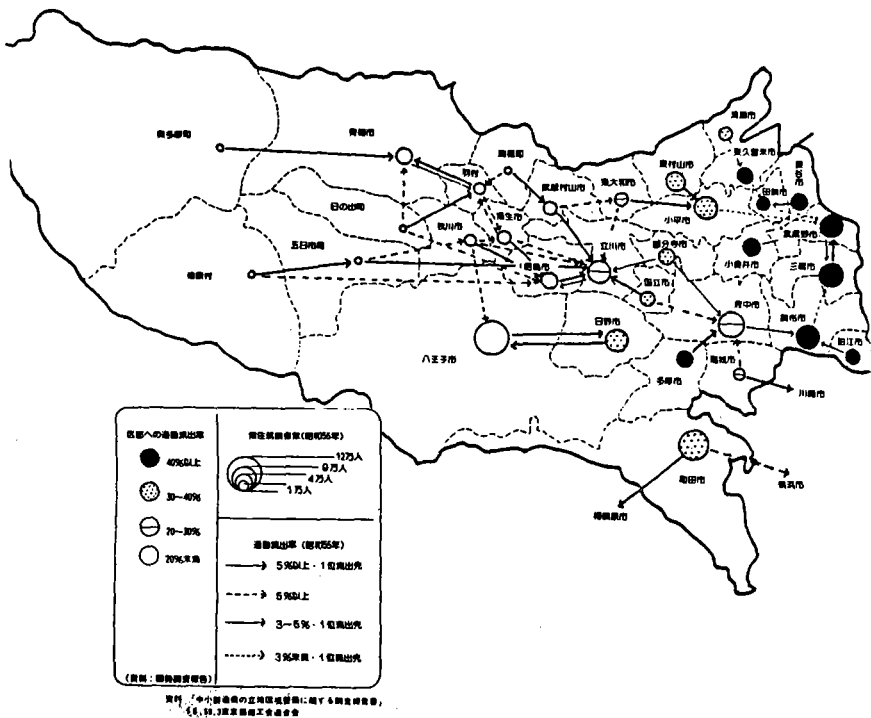 奥多摩町
青梅市
瑞穂町
羽村
武蔵村山市
東大和市
東村山市
清瀬市
東久留米市
保谷市
田無市
小平市
日の出町
秋川市
福生市
五日市町
檜原村
昭島市
立川市
国分寺市
国立市
小金井市
武蔵野市
三鷹市
府中市
調布市
狛江市
八王子市
日野市
多摩市
稲城市
川崎市
町田市
横浜市
相模原市
区部への通勤流出率
40%以上
30〜40%
20〜30%
20%未満
常住就業者数(昭和55年)
12万人
9万人
4万人
1万人
通勤流出率(昭和55年)
5%以上・1位流出先
5%以上
3〜5%・1位流出先
3%未満・1位流出先
(資料:国勢調査報告)